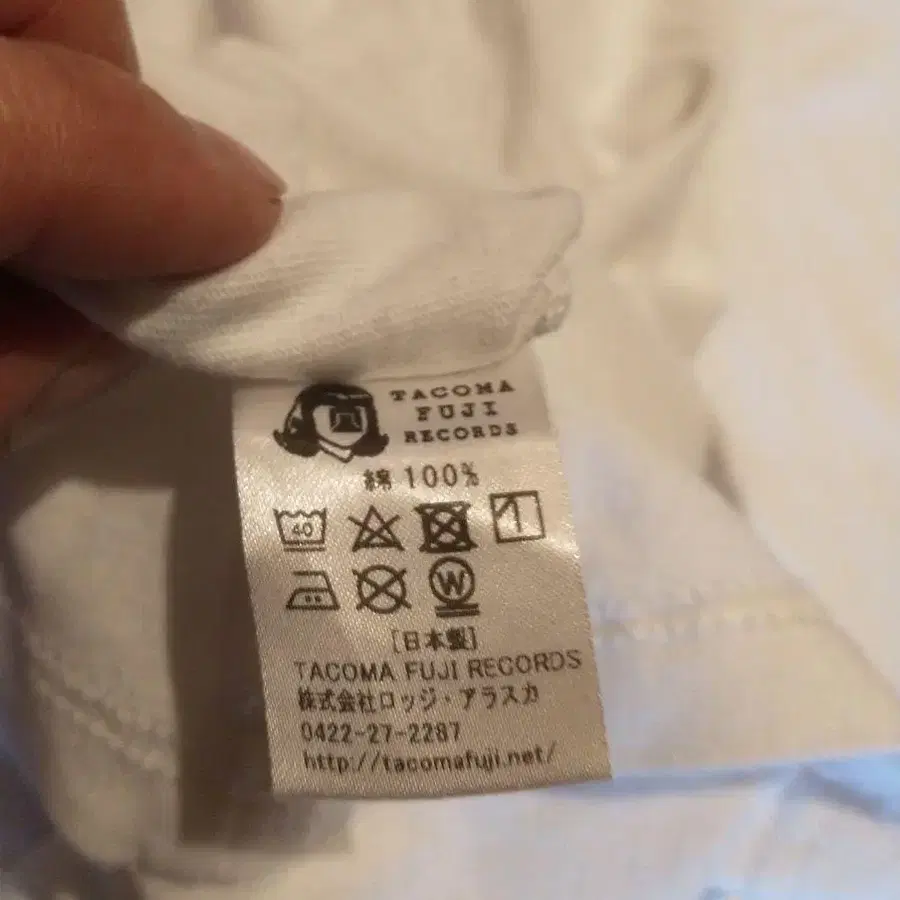 TACOMA
FUJI
RECORDS
綿 100%
40
W
[日本製]
TACOMA FUJI RECORDS
株式会社ロッジ・アラスカ
0422-27-2287
http://tacomafuji.net/